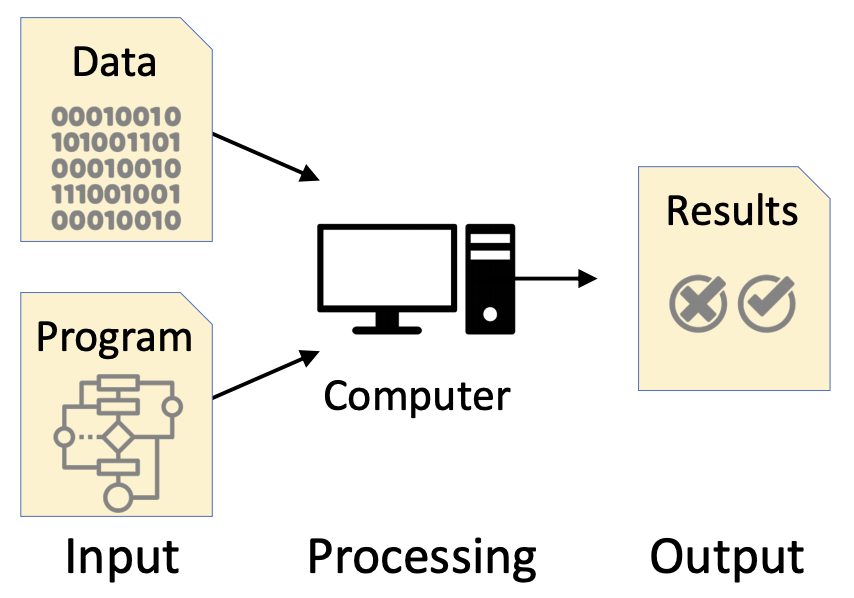 Data
00010010
101001101
00010010
111001001
00010010
Program
Computer
Results
Input
Processing
Output